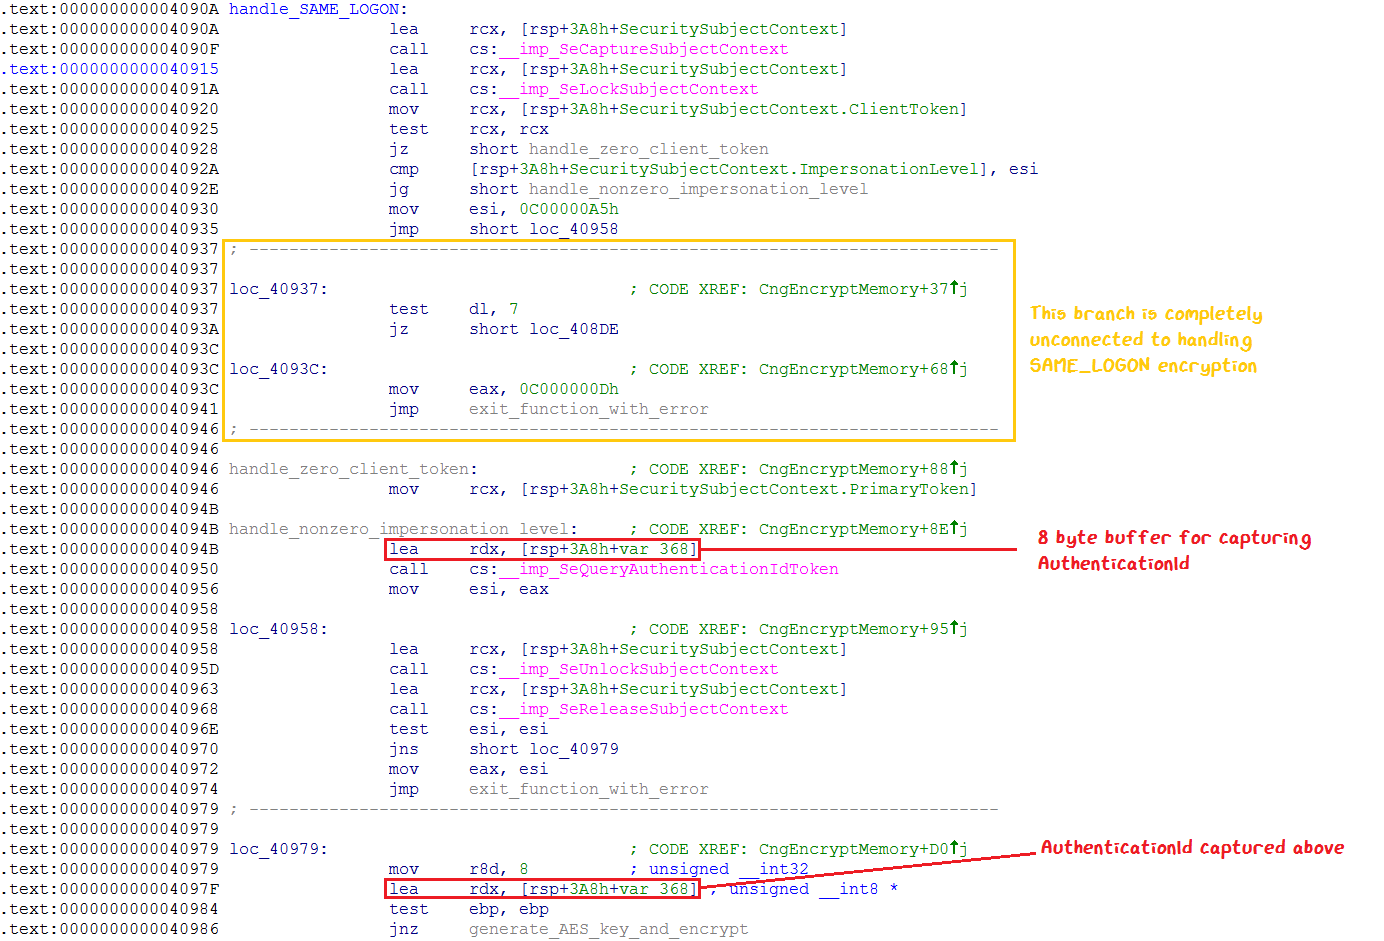 .text:000000000004090A handle_SAME_LOGON:
.text:000000000004090A lea rcx, [rsp+3A8h+SecuritySubjectContext]
.text:000000000004090F call cs:__imp_SeCaptureSubjectContext
.text:0000000000040915 lea rcx, [rsp+3A8h+SecuritySubjectContext]
.text:000000000004091A call cs:__imp_SeLockSubjectContext
.text:0000000000040920 mov rcx, [rsp+3A8h+SecuritySubjectContext.ClientToken]
.text:0000000000040925 test rcx, rcx
.text:0000000000040928 jz short handle_zero_client_token
.text:000000000004092A cmp [rsp+3A8h+SecuritySubjectContext.ImpersonationLevel], esi
.text:000000000004092E jg short handle_nonzero_impersonation_level
.text:0000000000040930 mov esi, 0C00000A5h
.text:0000000000040935 jmp short loc_40958
.text:0000000000040937 ; ---------------------------------------------------------------------------
.text:0000000000040937
.text:0000000000040937 loc_40937: ; CODE XREF: CngEncryptMemory+37↑j
.text:0000000000040937 test dl, 7
.text:000000000004093A jz short loc_408DE
.text:000000000004093C
.text:000000000004093C loc_4093C: ; CODE XREF: CngEncryptMemory+68↑j
.text:000000000004093C mov eax, 0C000000Dh
.text:0000000000040941 jmp exit_function_with_error
.text:0000000000040946 ; ---------------------------------------------------------------------------
This branch is completely
unconnected to handling
SAME_LOGON encryption
.text:0000000000040946
.text:0000000000040946 handle_zero_client_token: ; CODE XREF: CngEncryptMemory+88↑j
.text:0000000000040946 mov rcx, [rsp+3A8h+SecuritySubjectContext.PrimaryToken]
.text:000000000004094B
.text:000000000004094B handle_nonzero_impersonation_level: ; CODE XREF: CngEncryptMemory+8E↑j
.text:000000000004094B lea rdx, [rsp+3A8h+var_368]
8 byte buffer for capturing
AuthenticationId
.text:0000000000040950 call cs:__imp_SeQueryAuthenticationIdToken
.text:0000000000040956 mov esi, eax
.text:0000000000040958
.text:0000000000040958 loc_40958: ; CODE XREF: CngEncryptMemory+95↑j
.text:0000000000040958 lea rcx, [rsp+3A8h+SecuritySubjectContext]
.text:000000000004095D call cs:__imp_SeUnlockSubjectContext
.text:0000000000040963 lea rcx, [rsp+3A8h+SecuritySubjectContext]
.text:0000000000040968 call cs:__imp_SeReleaseSubjectContext
.text:000000000004096E test esi, esi
.text:0000000000040970 jns short loc_40979
.text:0000000000040972 mov eax, esi
.text:0000000000040974 jmp exit_function_with_error
.text:0000000000040979 ; ---------------------------------------------------------------------------
.text:0000000000040979
.text:0000000000040979 loc_40979: ; CODE XREF: CngEncryptMemory+D0↑j
AuthenticationId captured above
.text:0000000000040979 mov r8d, 8 ; unsigned __int32
.text:000000000004097F lea rdx, [rsp+3A8h+var_368] ; unsigned __int8 *
.text:0000000000040984 test ebp, ebp
.text:0000000000040986 jnz generate_AES_key_and_encrypt